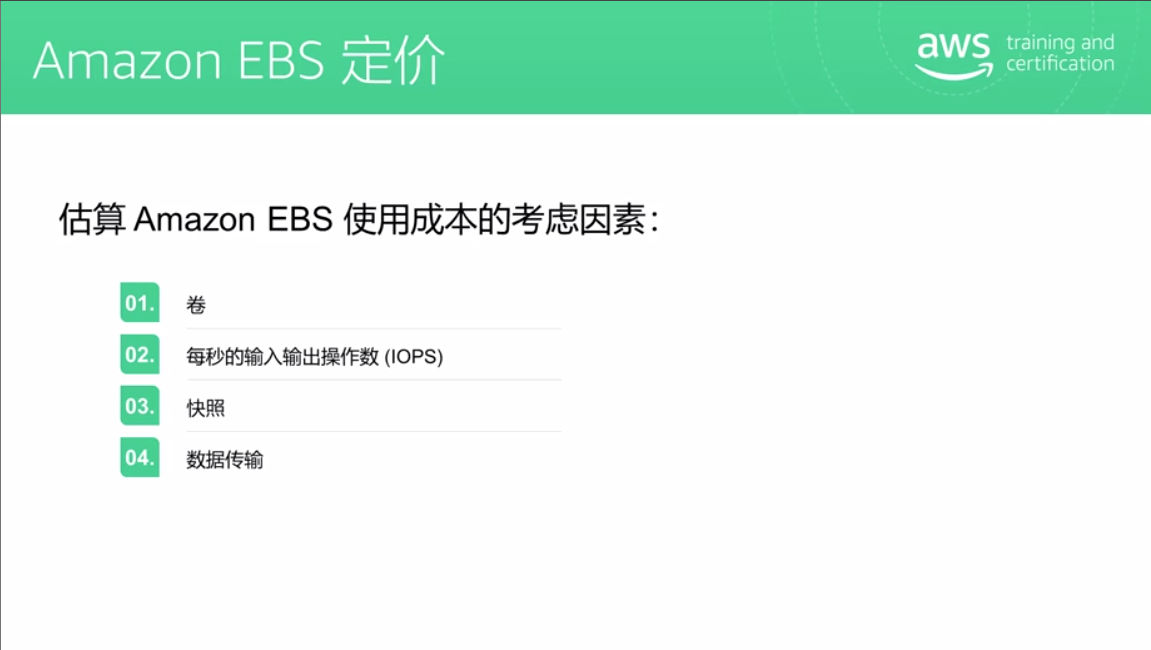 Amazon EBS 定价
aws training and
certification
估算 Amazon EBS 使用成本的考虑因素：
01. 卷
02. 每秒的输入输出操作数 (IOPS)
03. 快照
04. 数据传输